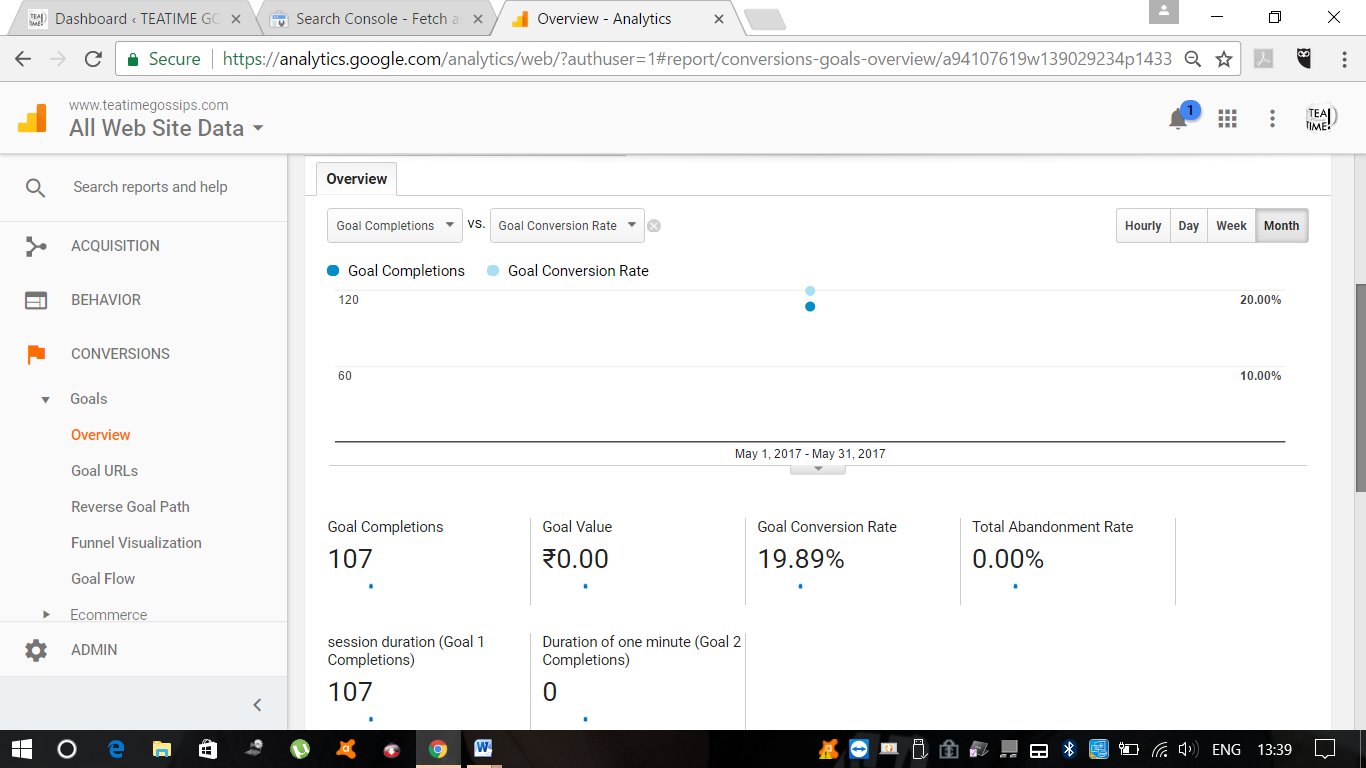 Dashboard ‹ TEATIME GO
Search Console - Fetch a
Overview - Analytics
Secure
https://analytics.google.com/analytics/web/?authuser=1#report/conversions-goals-overview/a94107619w139029234p1433
www.teatimegossips.com
All Web Site Data
1
TEA
TIME!
Search reports and help
ACQUISITION
BEHAVIOR
CONVERSIONS
Goals
Overview
Goal URLs
Reverse Goal Path
Funnel Visualization
Goal Flow
Ecommerce
ADMIN
Overview
Goal Completions vs. Goal Conversion Rate
Hourly Day Week Month
Goal Completions Goal Conversion Rate
120 20.00%
60 10.00%
May 1, 2017 - May 31, 2017
Goal Completions
107
Goal Value
₹0.00
Goal Conversion Rate
19.89%
Total Abandonment Rate
0.00%
session duration (Goal 1
Completions)
107
Duration of one minute (Goal 2
Completions)
0
ENG 13:39